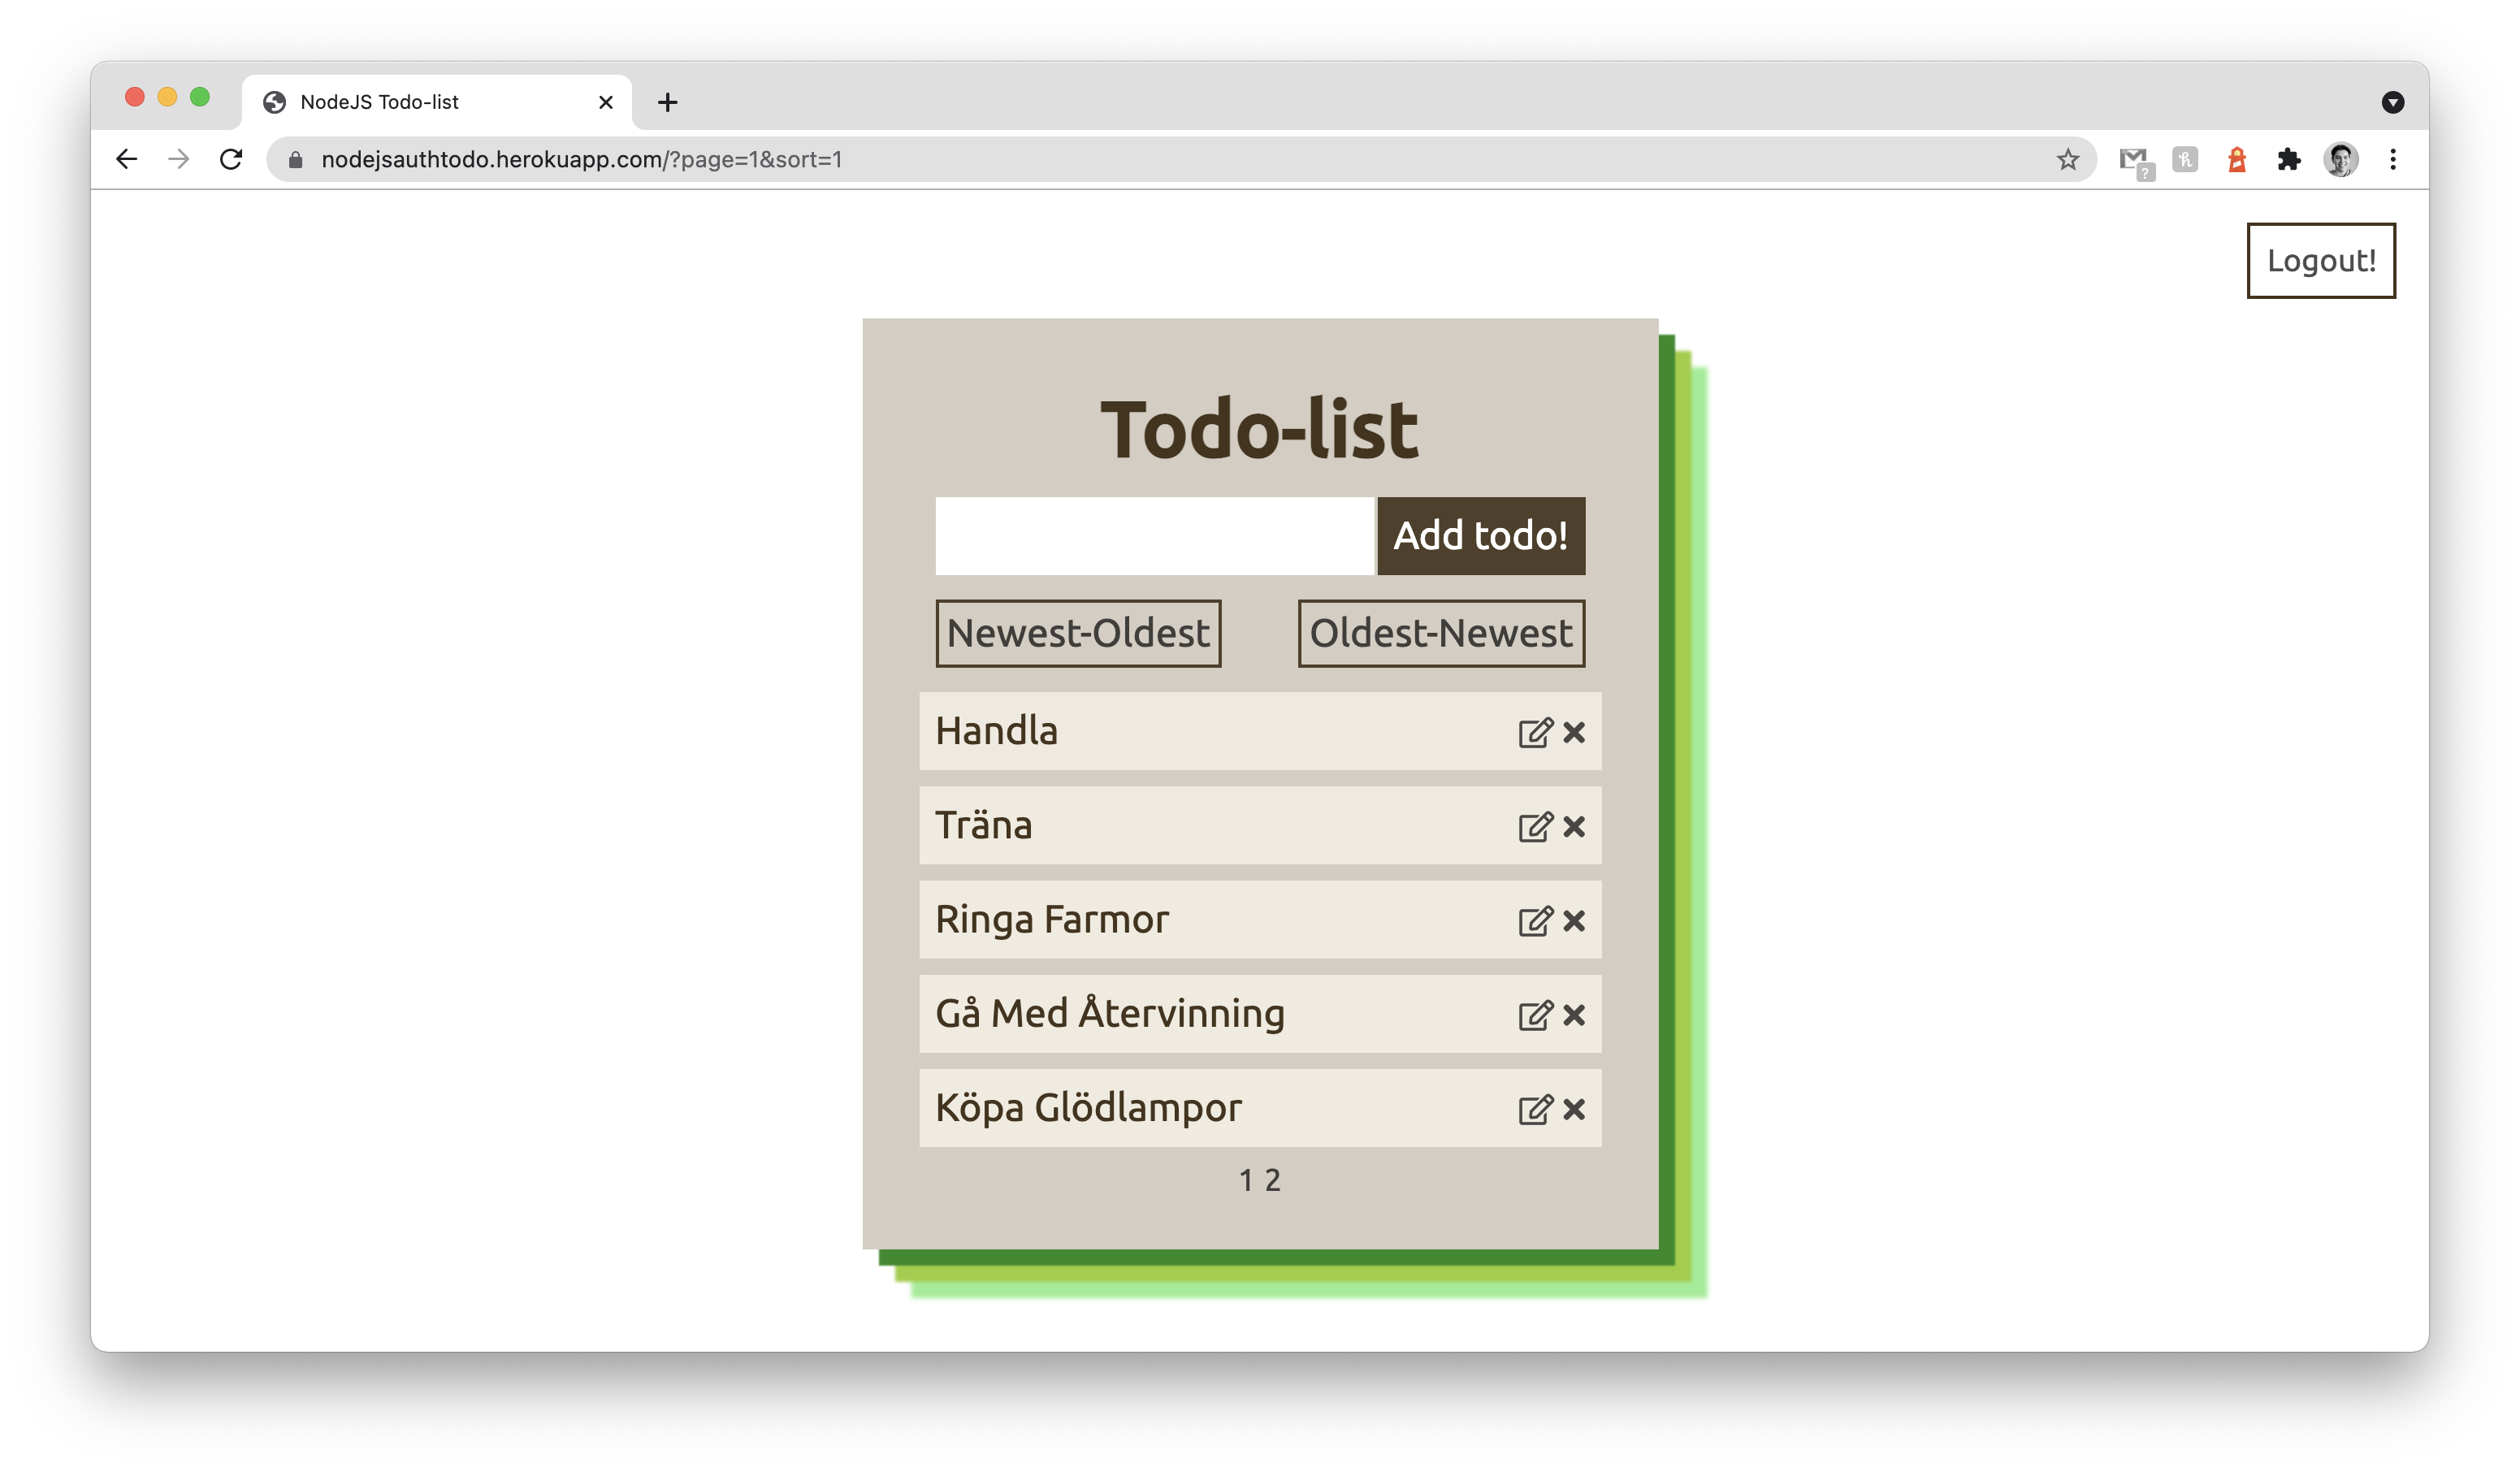 NodeJS Todo-list
nodejsauthtodo.herokuapp.com/?page=1&sort=1
?
h
Logout!
Todo-list
Add todo!
Newest-Oldest
Oldest-Newest
Handla
Träna
Ringa Farmor
Gå Med Återvinning
Köpa Glödlampor
1 2